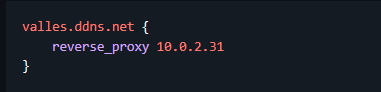 valles.ddns.net {
    reverse_proxy 10.0.2.31
}